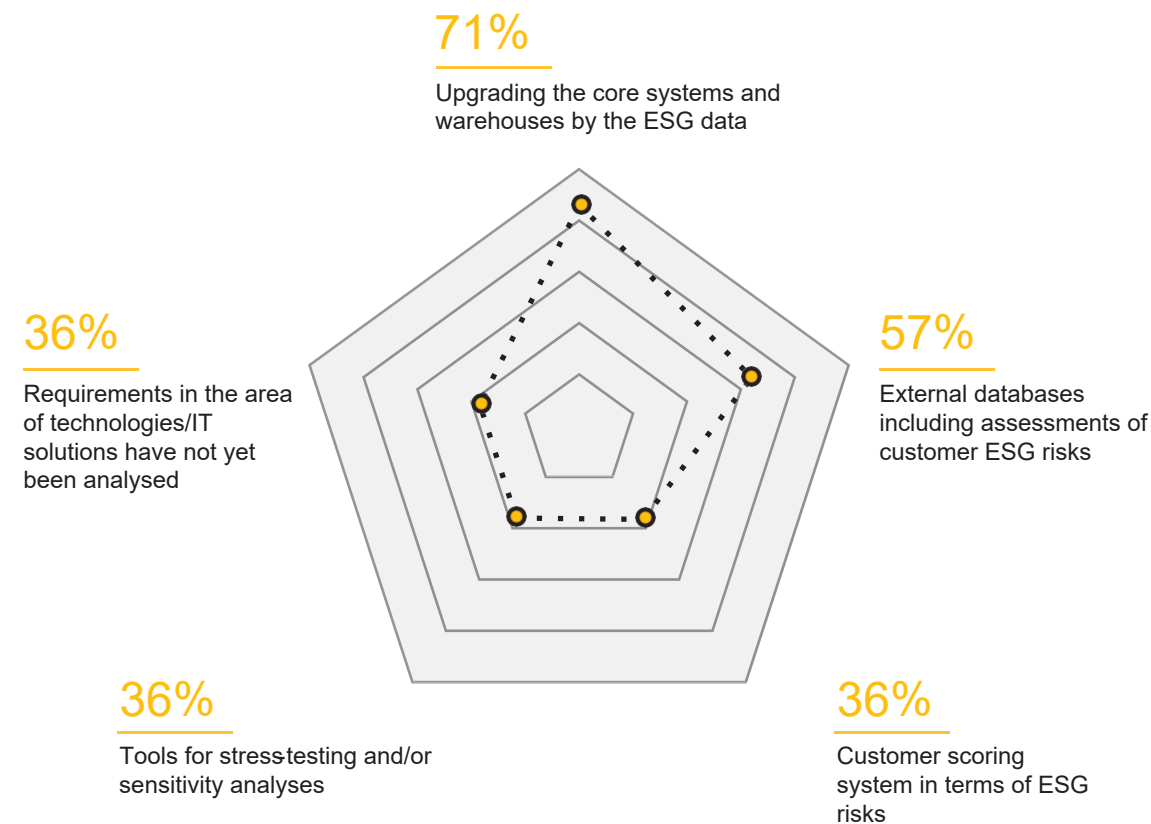 71%
Upgrading the core systems and
warehouses by the ESG data
36%
Requirements in the area
of technologies/IT
solutions have not yet
been analysed
57%
External databases
including assessments of
customer ESG risks
36%
Tools for stress-testing and/or
sensitivity analyses
36%
Customer scoring
system in terms of ESG
risks